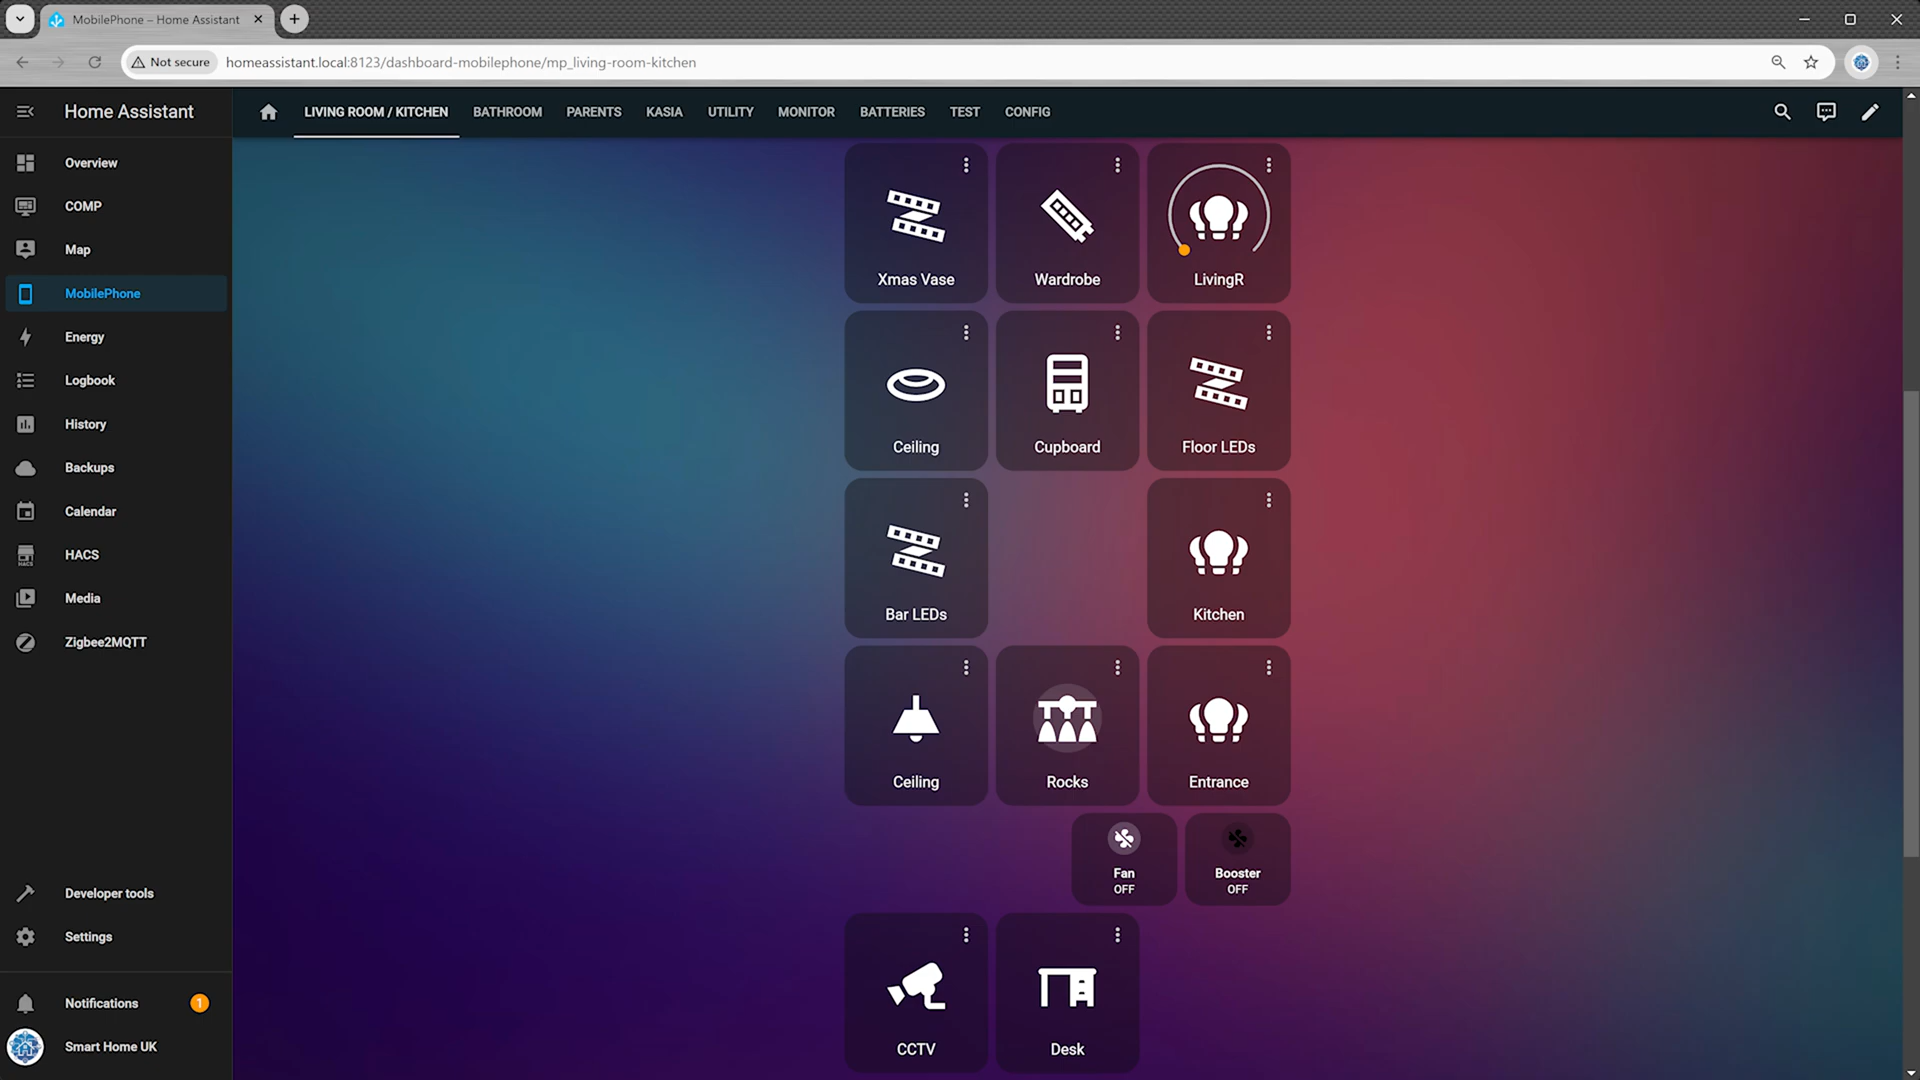 MobilePhone – Home Assistant
Not secure
homeassistant.local:8123/dashboard-mobilephone/mp_living-room-kitchen
Home Assistant
LIVING ROOM / KITCHEN
BATHROOM
PARENTS
KASIA
UTILITY
MONITOR
BATTERIES
TEST
CONFIG
Overview
COMP
Map
MobilePhone
Energy
Logbook
History
Backups
Calendar
HACS
HACS
Media
Zigbee2MQTT
Developer tools
Settings
Notifications
1
Smart Home UK
Xmas Vase
Wardrobe
LivingR
Ceiling
Cupboard
Floor LEDs
Bar LEDs
Kitchen
Ceiling
Rocks
Entrance
Fan
OFF
Booster
OFF
CCTV
Desk